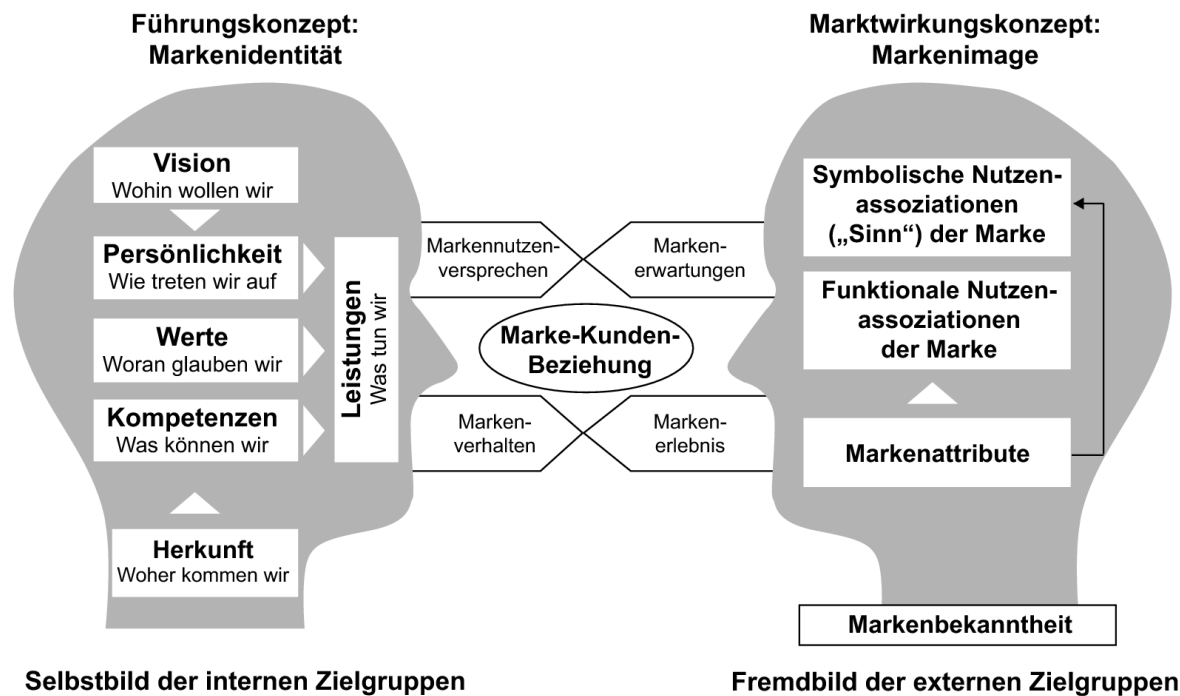 Führungskonzept:
Markenidentität
Vision
Wohin wollen wir
Persönlichkeit
Wie treten wir auf
Werte
Woran glauben wir
Kompetenzen
Was können wir
Herkunft
Woher kommen wir
Leistungen
Was tun wir
Selbstbild der internen Zielgruppen
Markennutzen-
versprechen
Marken-
erwartungen
Marke-Kunden-
Beziehung
Marken-
verhalten
Marken-
erlebnis
Marktwirkungskonzept:
Markenimage
Symbolische Nutzen-
assoziationen
(„Sinn“) der Marke
Funktionale Nutzen-
assoziationen
der Marke
Markenattribute
Markenbekanntheit
Fremdbild der externen Zielgruppen